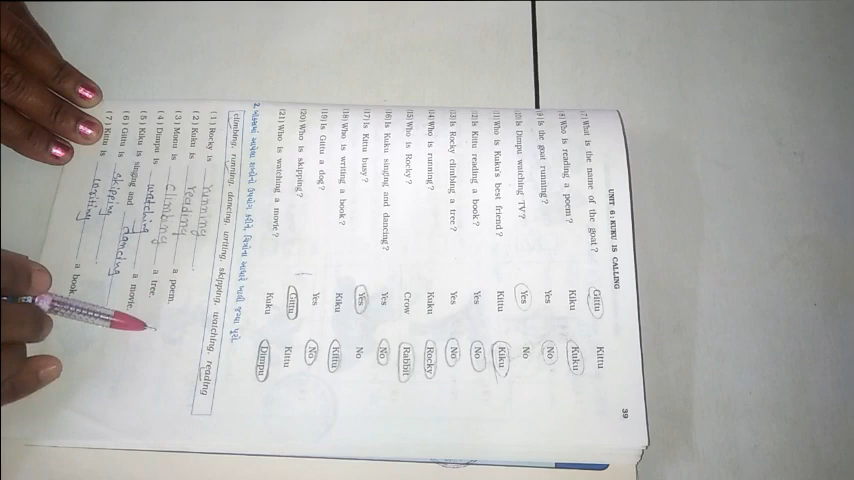 39
UNIT 6 : KUKU IS CALLING
(7) What is the name of the goat? Gittu Kittu
(8) Who is reading a poem? Kiku Kuku
(9) Is the goat running? Yes No
(10) Is Dimpu watching TV? Yes No
(11) Who is Kuku's best friend? Kittu Kiku
(12) Is Kittu reading a book? Yes No
(13) Is Rocky climbing a tree? Yes No
(14) Who is running? Kuku Rocky
(15) Who is Rocky? Crow Rabbit
(16) Is Kuku singing and dancing? Yes No
(17) Is Kittu busy? Yes No
(18) Who is writing a book? Kiku Kittu
(19) Is Gittu a dog? Yes No
(20) Who is skipping? Gittu Kittu
(21) Who is watching a movie? Kuku Dimpu
2.
climbing, running, dancing, writing, skipping, watching, reading
(1) Rocky is running.
(2) Kuku is reading a poem.
(3) Monu is climbing a tree.
(4) Dimpu is watching a movie.
(5) Kiku is singing and dancing
(6) Gittu is skipping.
(7) Kittu is writing a book